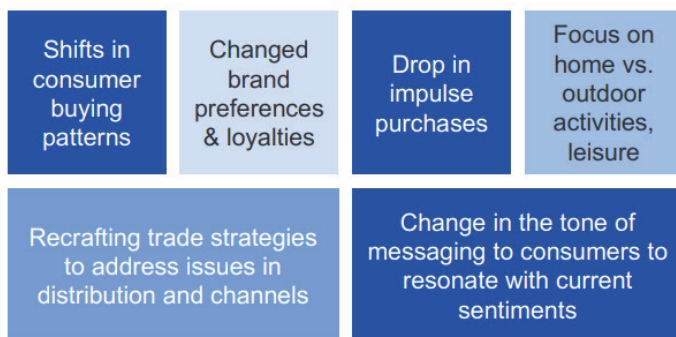 Shifts in
consumer
buying
patterns
Changed
brand
preferences
& loyalties
Drop in
impulse
purchases
Focus on
home vs.
outdoor
activities,
leisure
Recrafting trade strategies
to address issues in
distribution and channels
Change in the tone of
messaging to consumers to
resonate with current
sentiments